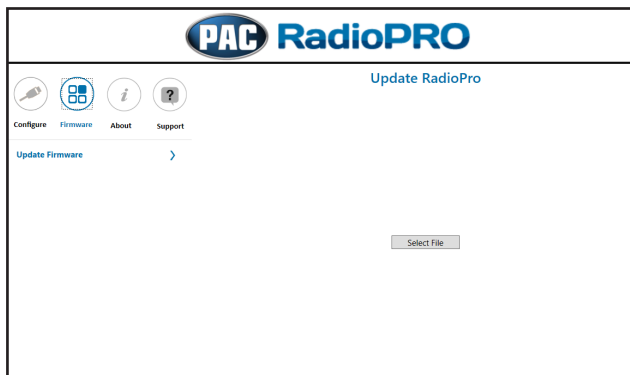 PAC RadioPRO
Update RadioPro
i
?
Configure Firmware About Support
Update Firmware
Select File